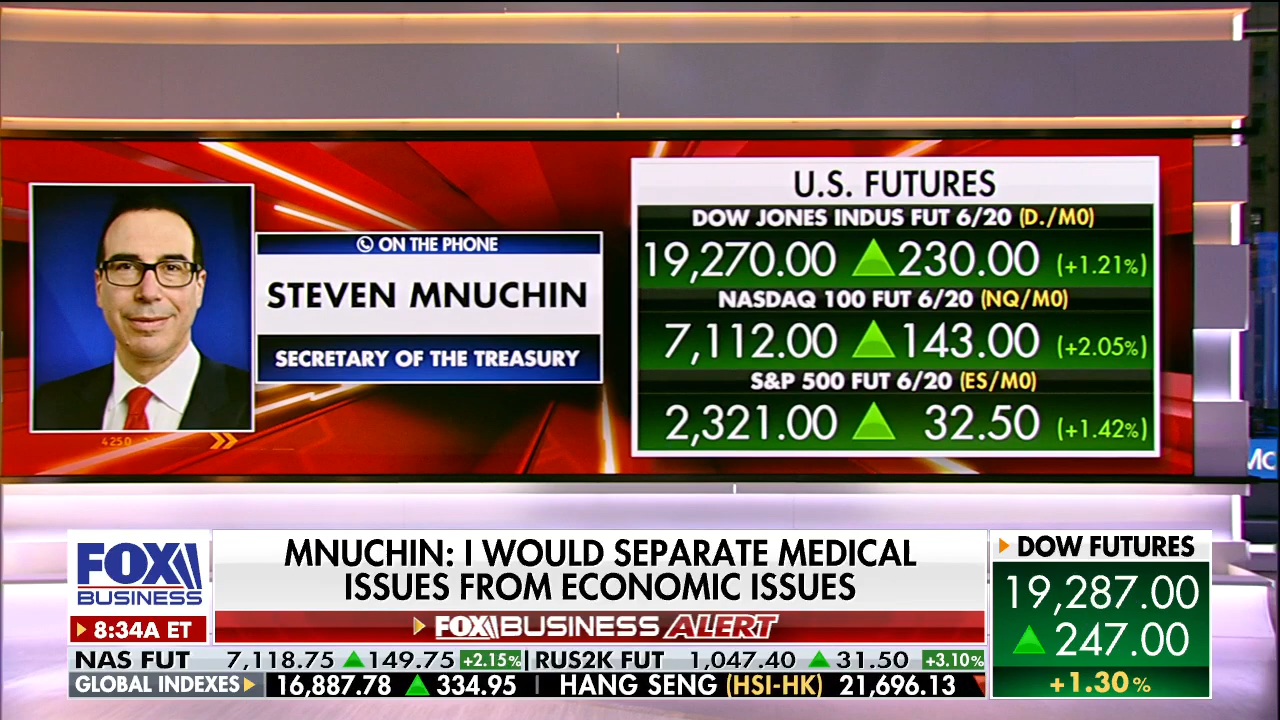 ON THE PHONE
STEVEN MNUCHIN
SECRETARY OF THE TREASURY
4250
U.S. FUTURES
DOW JONES INDUS FUT 6/20 (D./M0)
19,270.00 ▲ 230.00 (+1.21%)
NASDAQ 100 FUT 6/20 (NQ/M0)
7,112.00 ▲ 143.00 (+2.05%)
S&P 500 FUT 6/20 (ES/M0)
2,321.00 ▲ 32.50 (+1.42%)
MC
FOX
BUSINESS
8:34A ET
MNUCHIN: I WOULD SEPARATE MEDICAL
ISSUES FROM ECONOMIC ISSUES
FOX BUSINESS ALERT
DOW FUTURES
19,287.00
▲ 247.00
+1.30%
NAS FUT 7,118.75 ▲ 149.75 +2.15% | RUS2K FUT 1,047.40 ▲ 31.50 +3.10%
GLOBAL INDEXES 16,887.78 ▲ 334.95 | HANG SENG (HSI-HK) 21,696.13